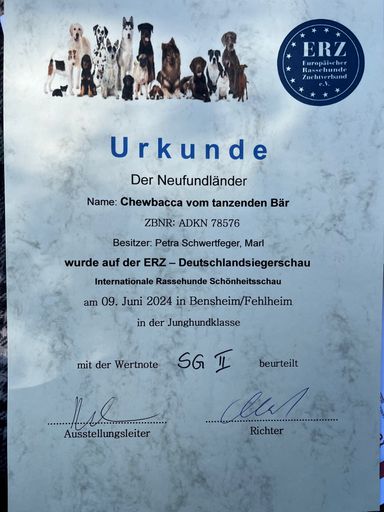 ERZ
Europäischer
Rassehunde
Zuchtverband
e.V.
Urkunde
Der Neufundländer
Name: Chewbacca vom tanzenden Bär
ZBNR: ADKN 78576
Besitzer: Petra Schwertfeger, Marl
wurde auf der ERZ – Deutschlandsiegerschau
Internationale Rassehunde Schönheitsschau
am 09. Juni 2024 in Bensheim/Fehlheim
in der Junghundklasse
mit der Wertnote SG II beurteilt
Ausstellungsleiter Richter